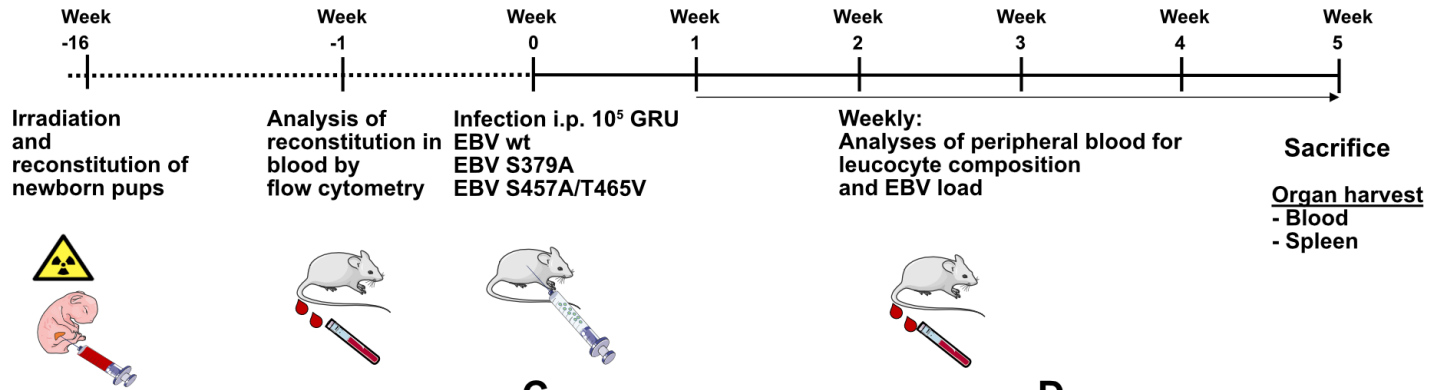 Week Week Week Week Week Week Week Week
-16 -1 0 1 2 3 4 5
Irradiation
and
reconstitution of
newborn pups
Analysis of
reconstitution in
blood by
flow cytometry
Infection i.p. 10⁵ GRU
EBV wt
EBV S379A
EBV S457A/T465V
Weekly:
Analyses of peripheral blood for
leucocyte composition
and EBV load
Sacrifice
Organ harvest
- Blood
- Spleen